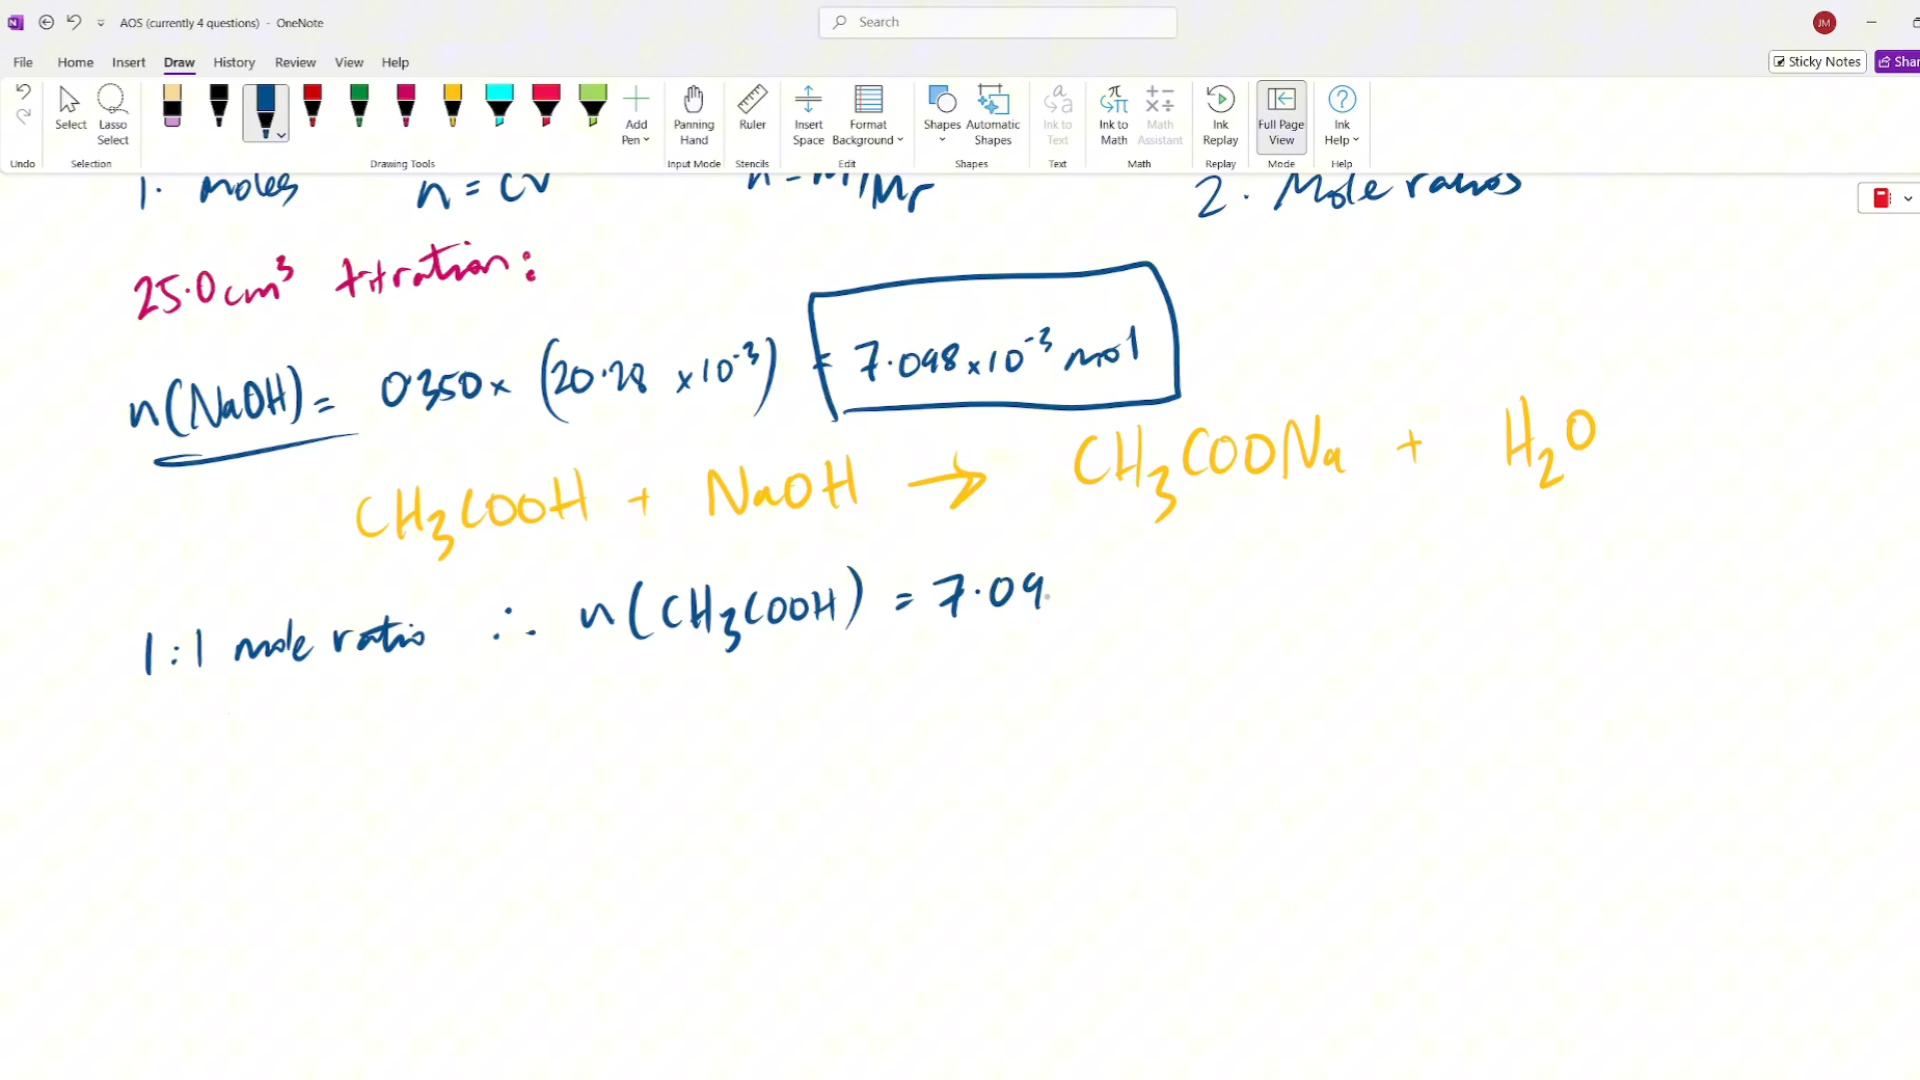 AOS (currently 4 questions) - OneNote
Search
JM
File Home Insert Draw History Review View Help
Sticky Notes
Shar
Select
Lasso Select
Add Pen
Panning Hand
Ruler
Insert Space
Format Background
Shapes
Automatic Shapes
Ink to Text
Ink to Math
Math Assistant
Ink Replay
Full Page View
Ink Help
Undo Selection Drawing Tools Input Mode Stencils Edit Shapes Text Math Replay Mode Help
1. moles n = CV n = m/Mr 2. Mole ratios
25.0cm³ titration:
n(NaOH) = 0.350 × (20.28 ×10⁻³) = 7.098×10⁻³ mol
CH₃COOH + NaOH → CH₃COONa + H₂O
1:1 mole ratio ∴ n(CH₃COOH) = 7.09